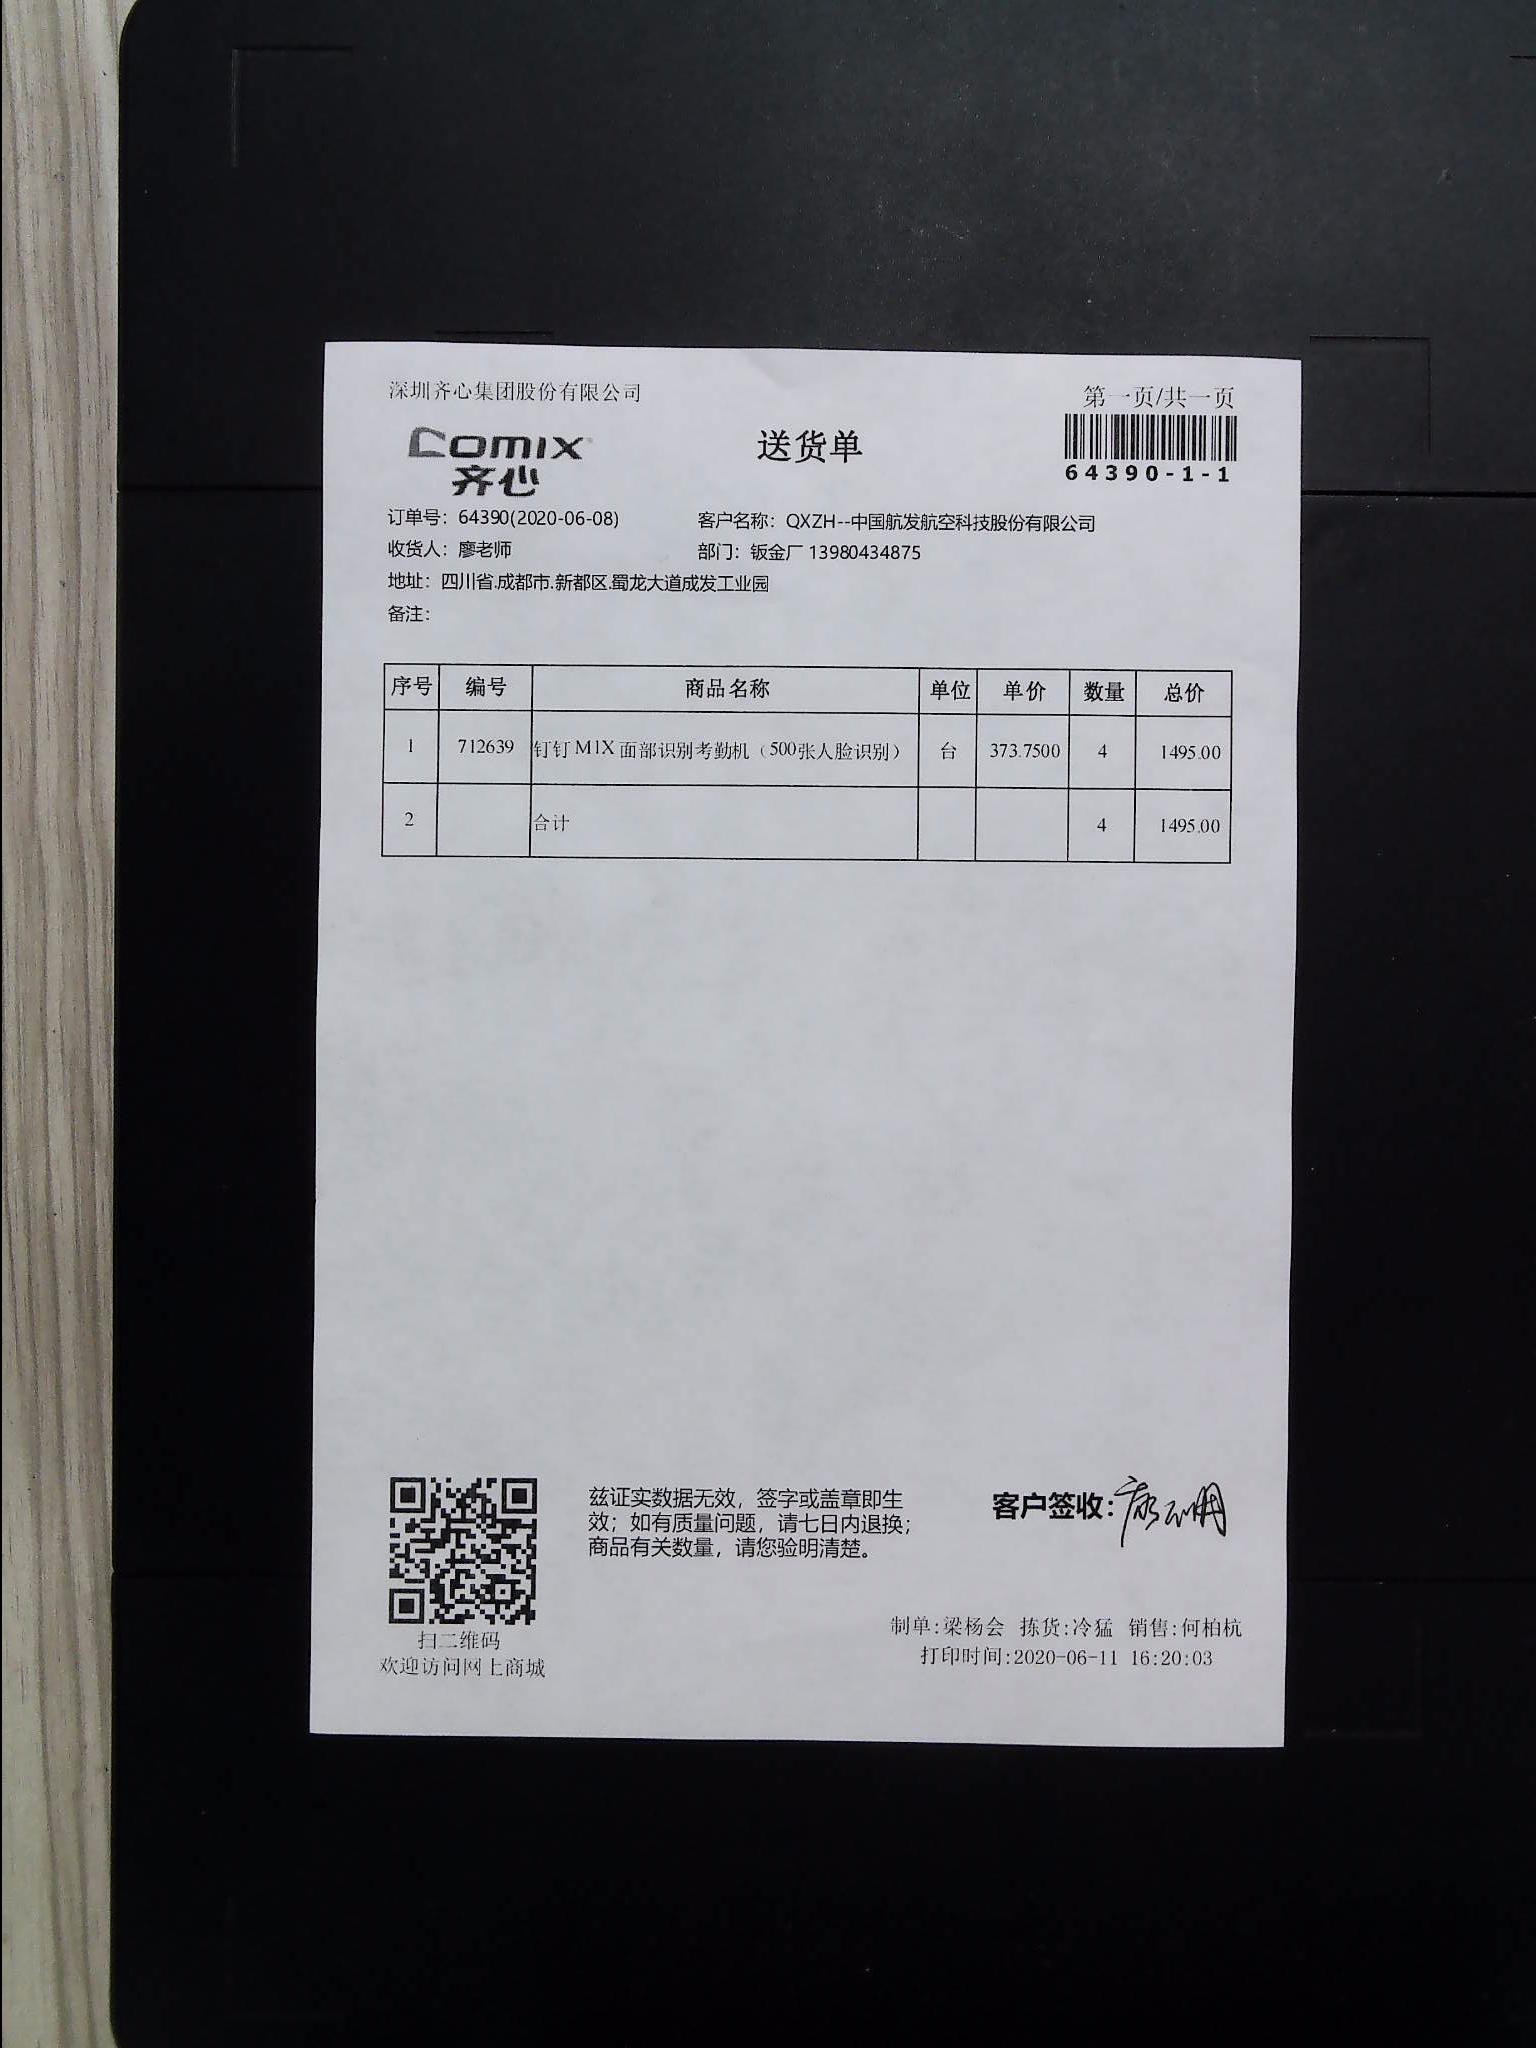 深圳齐心集团股份有限公司
第一页/共一页
COMIX
齐心
送货单
64390-1-1
订单号：64390(2020-06-08)
客户名称：QXZH--中国航发航空科技股份有限公司
收货人：廖老师
部门：钣金厂 13980434875
地址：四川省.成都市.新都区.蜀龙大道成发工业园
备注：
序号 编号 商品名称 单位 单价 数量 总价
1 712639 钉钉 M1X 面部识别考勤机（500张人脸识别） 台 373.7500 4 1495.00
2 合计 4 1495.00
兹证实数据无效，签字或盖章即生
效；如有质量问题，请七日内退换；
商品有关数量，请您验明清楚。
客户签收：
扫二维码
欢迎访问网上商城
制单:梁杨会 拣货:冷猛 销售:何柏杭
打印时间:2020-06-11 16:20:03